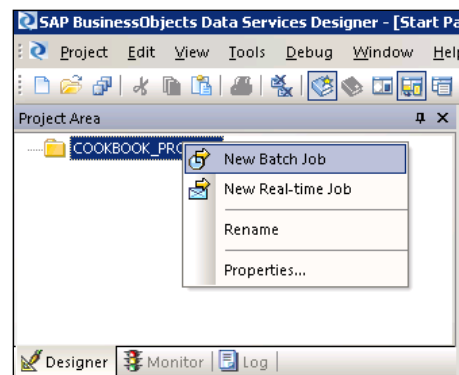 SAP BusinessObjects Data Services Designer - [Start Pa
Project Edit View Tools Debug Window Help
Project Area
COOKBOOK_PRO
New Batch Job
New Real-time Job
Rename
Properties...
Designer Monitor Log